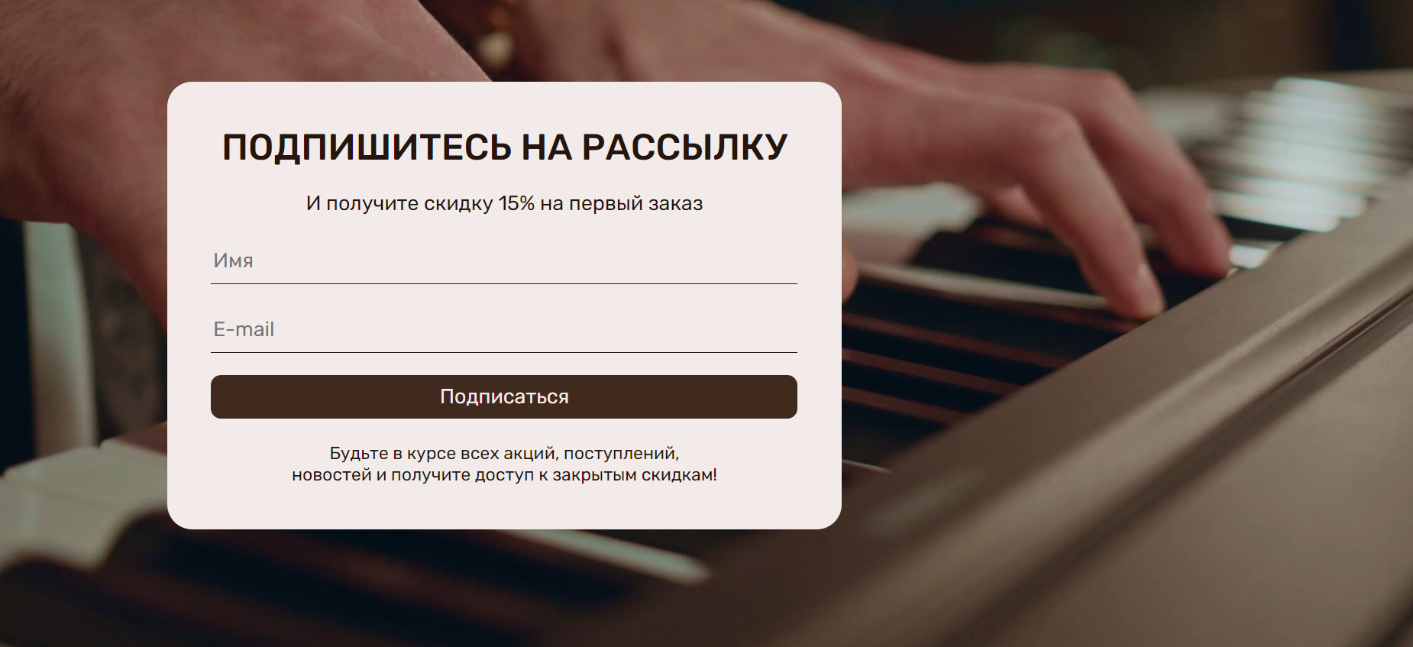 ПОДПИШИТЕСЬ НА РАССЫЛКУ
И получите скидку 15% на первый заказ
Имя
E-mail
Подписаться
Будьте в курсе всех акций, поступлений,
новостей и получите доступ к закрытым скидкам!